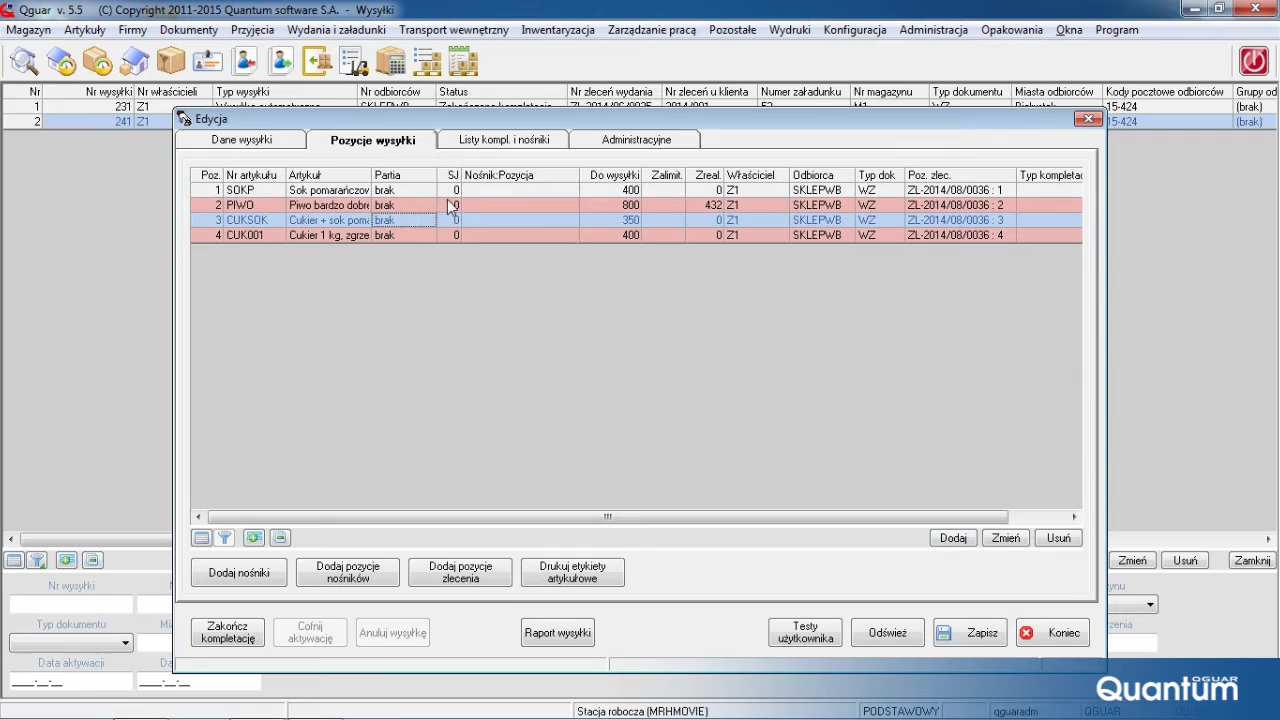 Qguar v. 5.5 (C) Copyright 2011-2015 Quantum software S.A. - Wysyłki
Magazyn Artykuły Firmy Dokumenty Przyjęcia Wydania i załadunki Transport wewnętrzny Inwentaryzacja Zarządzanie pracą Pozostałe Wydruki Konfiguracja Administracja Opakowania Okna Program
Nr Nr wysyłki Nr właścicieli Typ wysyłki Nr odbiorców Status Nr zleceń wydania Nr zleceń u klienta Numer załadunku Nr magazynu Typ dokumentu Miasta odbiorców Kody pocztowe odbiorców Grupy od
1 231 Z1 15-424 (brak)
2 241 Z1 15-424 (brak)
Edycja
Dane wysyłki Pozycje wysyłki Listy kompl. i nośniki Administracyjne
Poz. Nr artykułu Artykuł Partia SJ Nośnik:Pozycja Do wysyłki Zalimit. Zreal. Właściciel Odbiorca Typ dok Poz. zlec. Typ kompletac
1 SOKP Sok pomarańczov brak 0 400 0 Z1 SKLEPWB WZ ZL-2014/08/0036 : 1
2 PIWO Piwo bardzo dobre brak 0 800 432 Z1 SKLEPWB WZ ZL-2014/08/0036 : 2
3 CUKSOK Cukier + sok poma brak 0 350 0 Z1 SKLEPWB WZ ZL-2014/08/0036 : 3
4 CUK001 Cukier 1 kg, zgrze brak 0 400 0 Z1 SKLEPWB WZ ZL-2014/08/0036 : 4
Dodaj Zmień Usuń
Zmień Usuń Zamknij
Dodaj nośniki
Dodaj pozycje
nośników
Dodaj pozycje
zlecenia
Drukuj etykiety
artykułowe
Nr wysyłki
Typ dokumentu
Data aktywacji
Zakończ
kompletację
Cofnij
aktywację
Anuluj wysyłkę
Raport wysyłki
Testy
użytkownika
Odśwież
Zapisz
Koniec
Quantum
QGUAR
Stacja robocza (MRHMOVIE) PODSTAWOWY qguaradm QGUAR